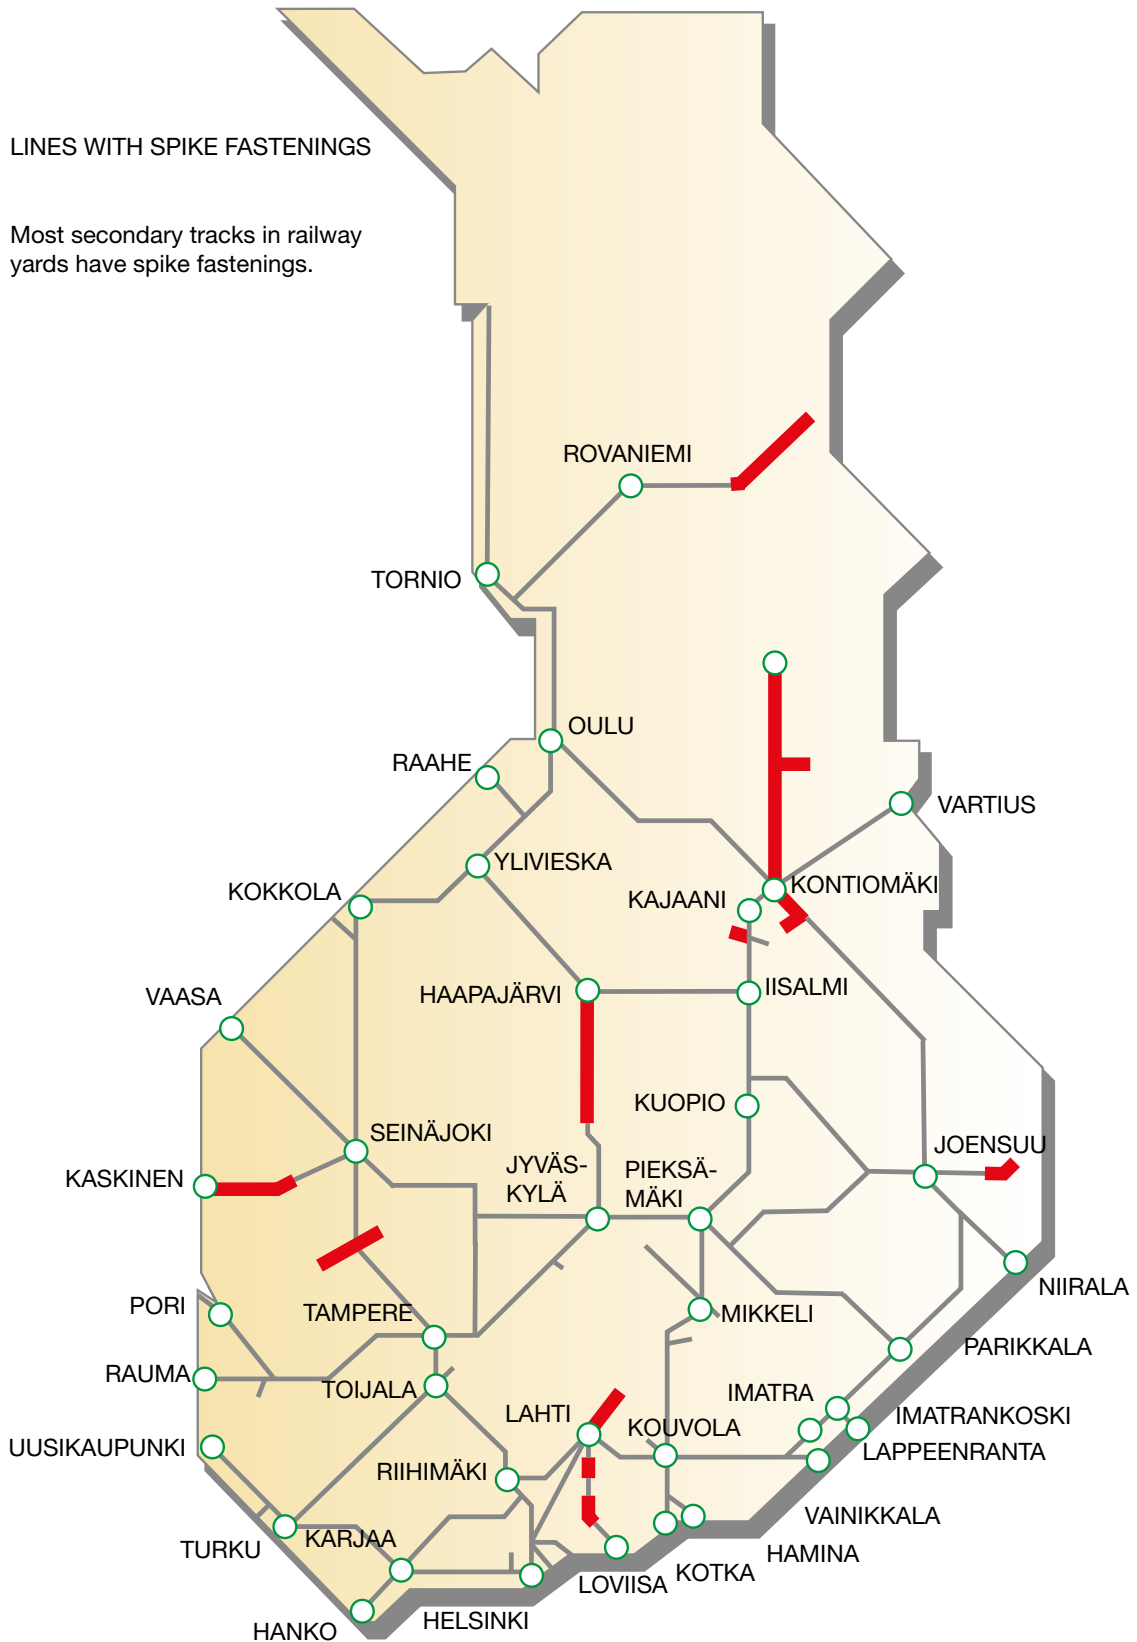 LINES WITH SPIKE FASTENINGS
Most secondary tracks in railway
yards have spike fastenings.
ROVANIEMI
TORNIO
OULU
RAAHE
VARTIUS
YLIVIESKA
KONTIOMÄKI
KOKKOLA
KAJAANI
HAAPAJÄRVI
IISALMI
VAASA
KUOPIO
SEINÄJOKI
JOENSUU
KASKINEN
JYVÄS-
KYLÄ
PIEKSÄ-
MÄKI
NIIRALA
PORI
TAMPERE
MIKKELI
PARIKKALA
RAUMA
TOIJALA
IMATRA
LAHTI
IMATRANKOSKI
KOUVOLA
UUSIKAUPUNKI
LAPPEENRANTA
RIIHIMÄKI
VAINIKKALA
KARJAA
TURKU
HAMINA
KOTKA
LOVIISA
HELSINKI
HANKO